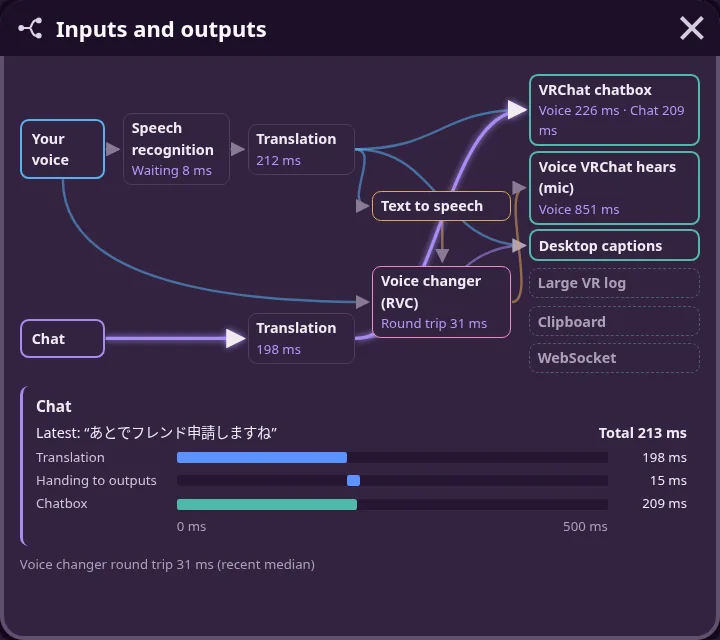 Inputs and outputs
Your
voice
Speech
recognition
Waiting 8 ms
Translation
212 ms
VRChat chatbox
Voice 226 ms · Chat 209
ms
Voice VRChat hears
(mic)
Voice 851 ms
Text to speech
Desktop captions
Voice changer
(RVC)
Round trip 31 ms
Large VR log
Clipboard
WebSocket
Chat
Translation
198 ms
Chat
Latest: “あとでフレンド申請しますね” Total 213 ms
Translation 198 ms
Handing to outputs 15 ms
Chatbox 209 ms
0 ms 500 ms
Voice changer round trip 31 ms (recent median)